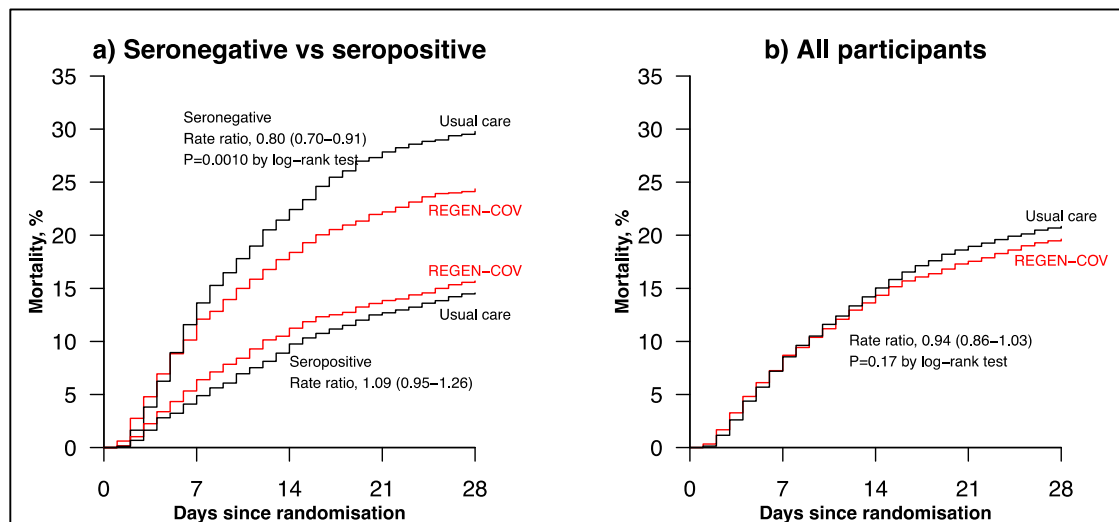 a) Seronegative vs seropositive
35
30
25
20
15
10
5
0
Mortality, %
Seronegative
Rate ratio, 0.80 (0.70−0.91)
P=0.0010 by log−rank test
Usual care
REGEN−COV
REGEN−COV
Usual care
Seropositive
Rate ratio, 1.09 (0.95−1.26)
0 7 14 21 28
Days since randomisation
b) All participants
35
30
25
20
15
10
5
0
Mortality, %
Usual care
REGEN−COV
Rate ratio, 0.94 (0.86−1.03)
P=0.17 by log−rank test
0 7 14 21 28
Days since randomisation